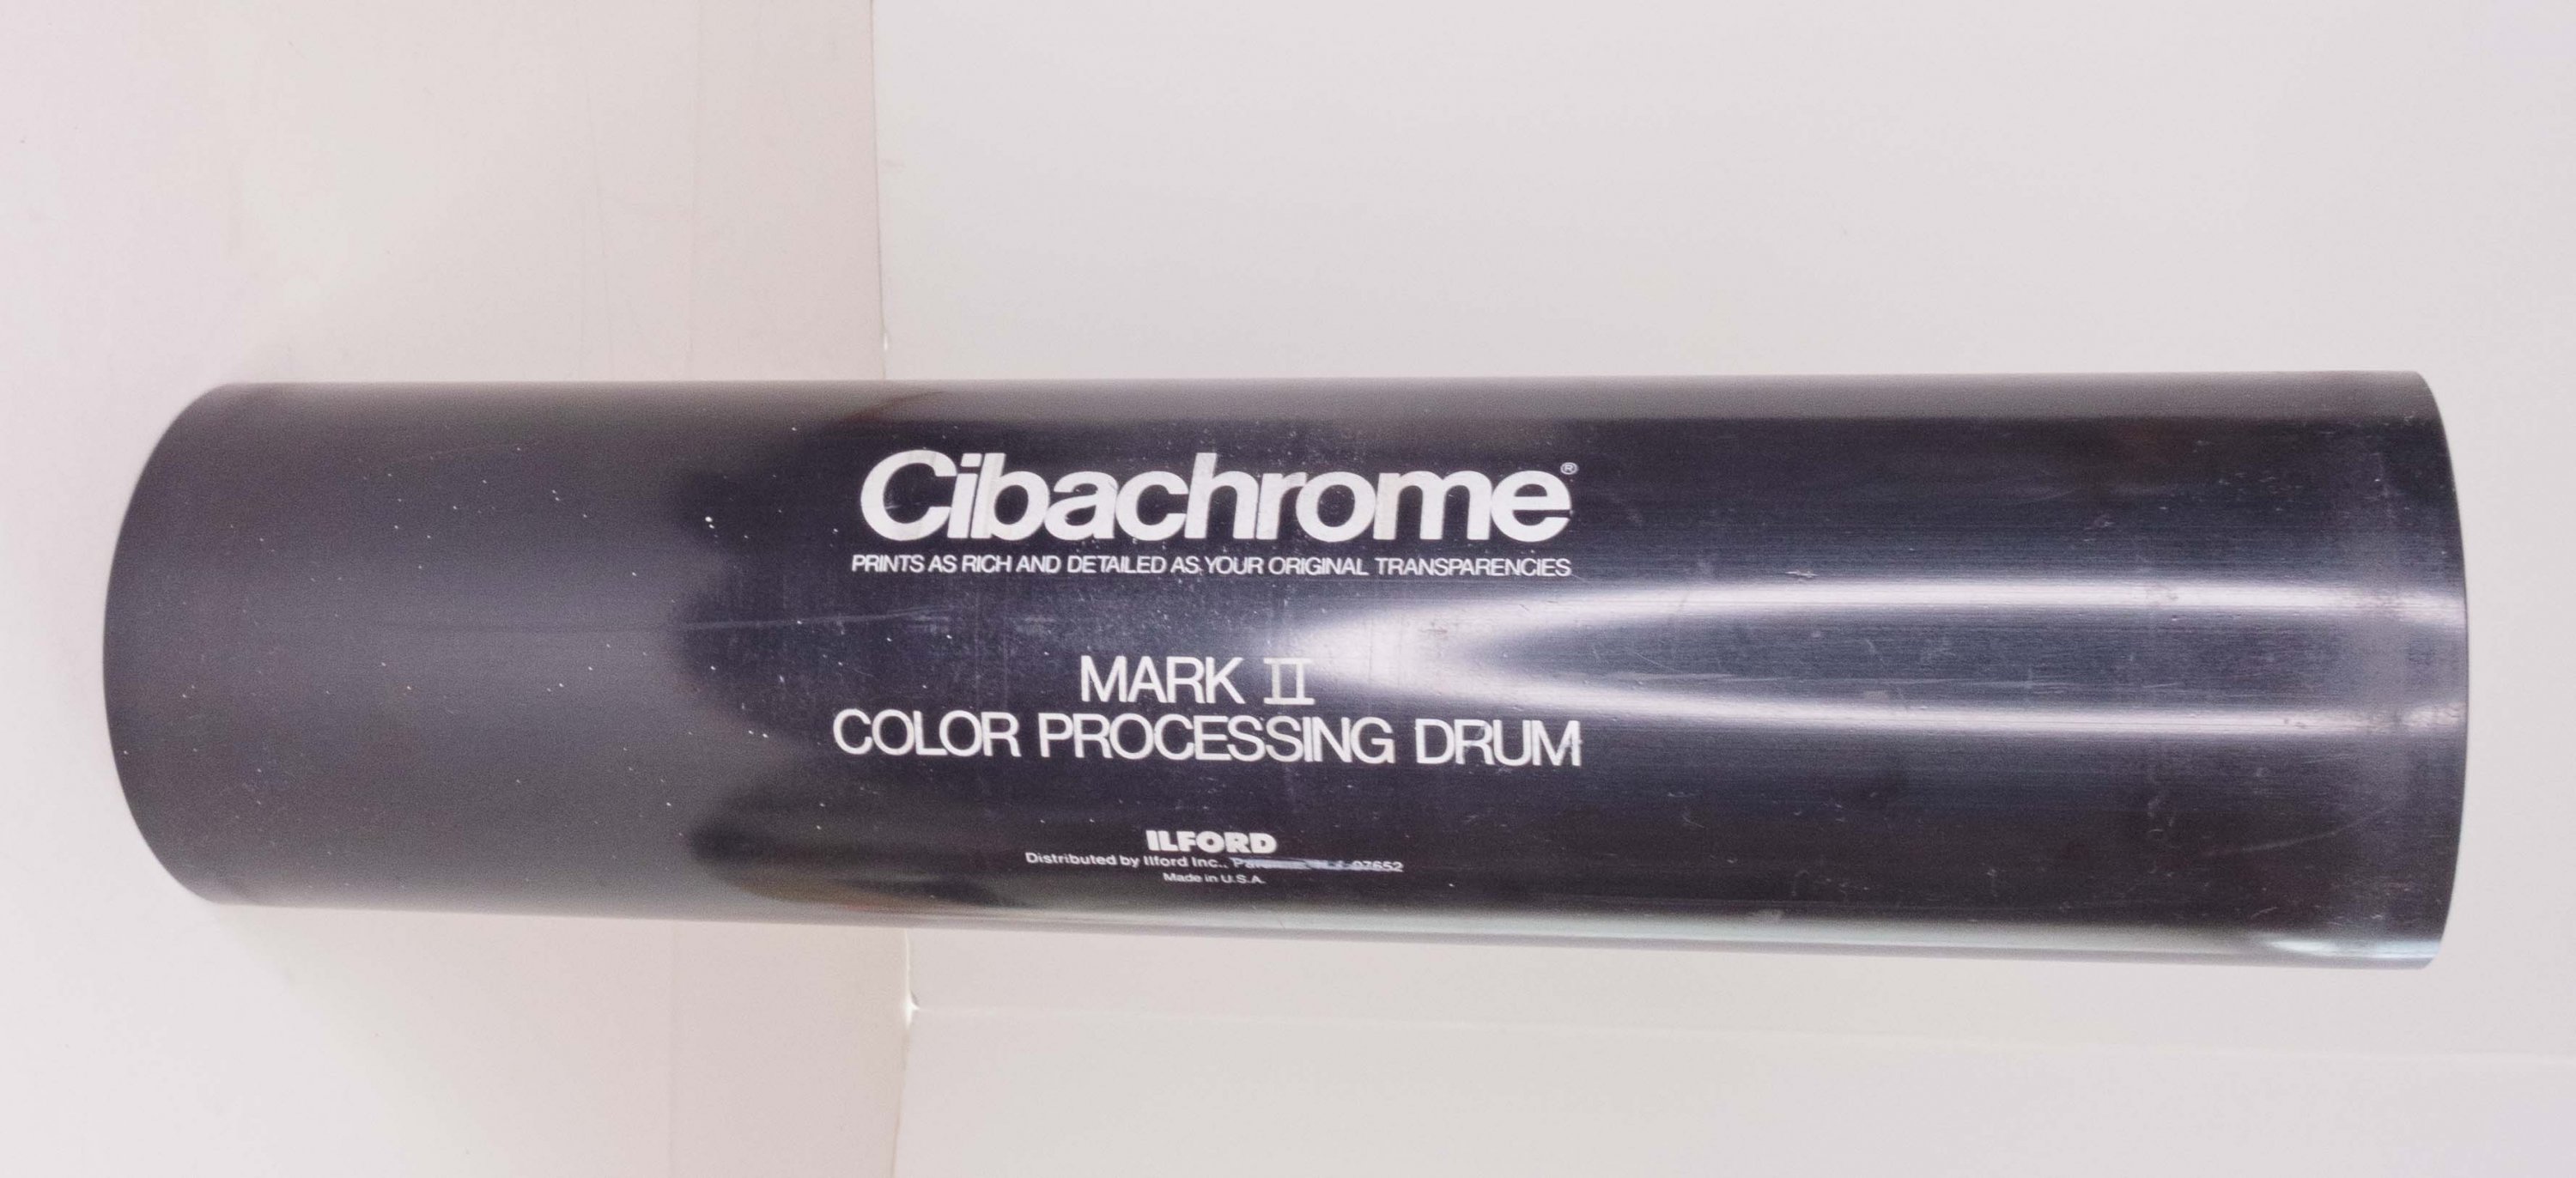 Cibachrome®
PRINTS AS RICH AND DETAILED AS YOUR ORIGINAL TRANSPARENCIES
MARK II
COLOR PROCESSING DRUM
ILFORD
Distributed by Ilford Inc., 07652
Made in U.S.A.